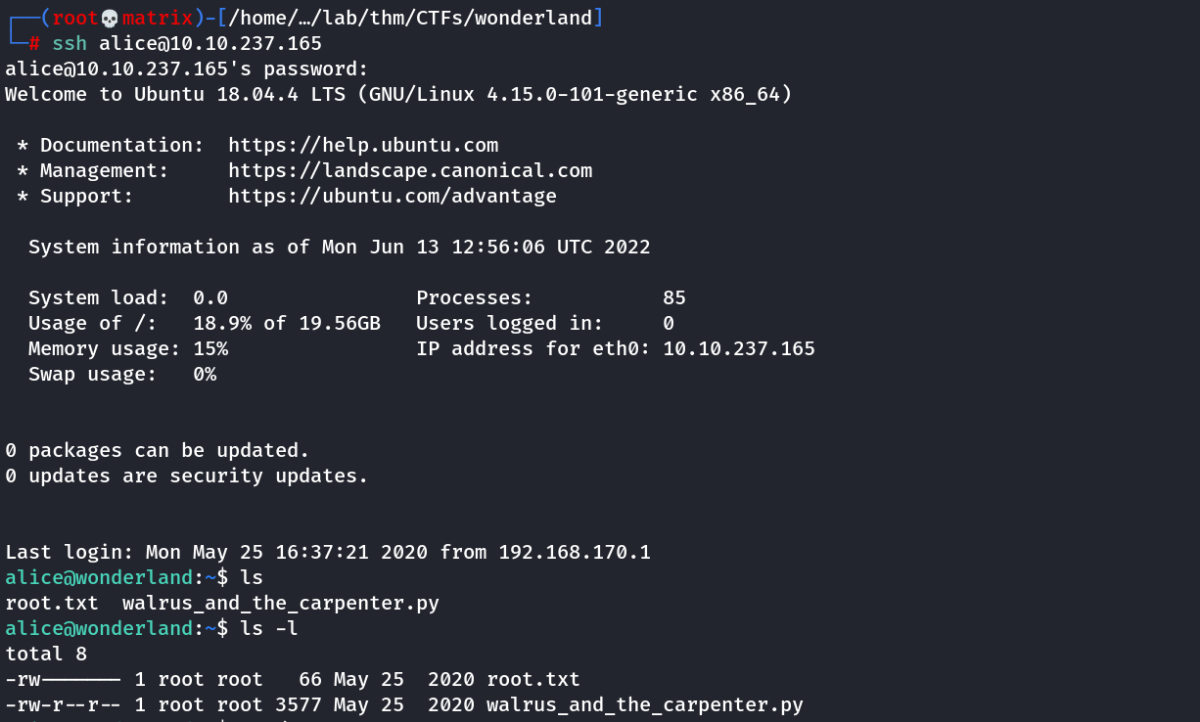 ┌──(root💀matrix)-[/home/…/lab/thm/CTFs/wonderland]
└─# ssh alice@10.10.237.165
alice@10.10.237.165's password:
Welcome to Ubuntu 18.04.4 LTS (GNU/Linux 4.15.0-101-generic x86_64)
* Documentation:  https://help.ubuntu.com
* Management:     https://landscape.canonical.com
* Support:        https://ubuntu.com/advantage
System information as of Mon Jun 13 12:56:06 UTC 2022
System load:  0.0                Processes:           85
Usage of /:   18.9% of 19.56GB   Users logged in:     0
Memory usage: 15%                IP address for eth0: 10.10.237.165
Swap usage:   0%
0 packages can be updated.
0 updates are security updates.
Last login: Mon May 25 16:37:21 2020 from 192.168.170.1
alice@wonderland:~$ ls
root.txt  walrus_and_the_carpenter.py
alice@wonderland:~$ ls -l
total 8
-rw------- 1 root root   66 May 25  2020 root.txt
-rw-r--r-- 1 root root 3577 May 25  2020 walrus_and_the_carpenter.py